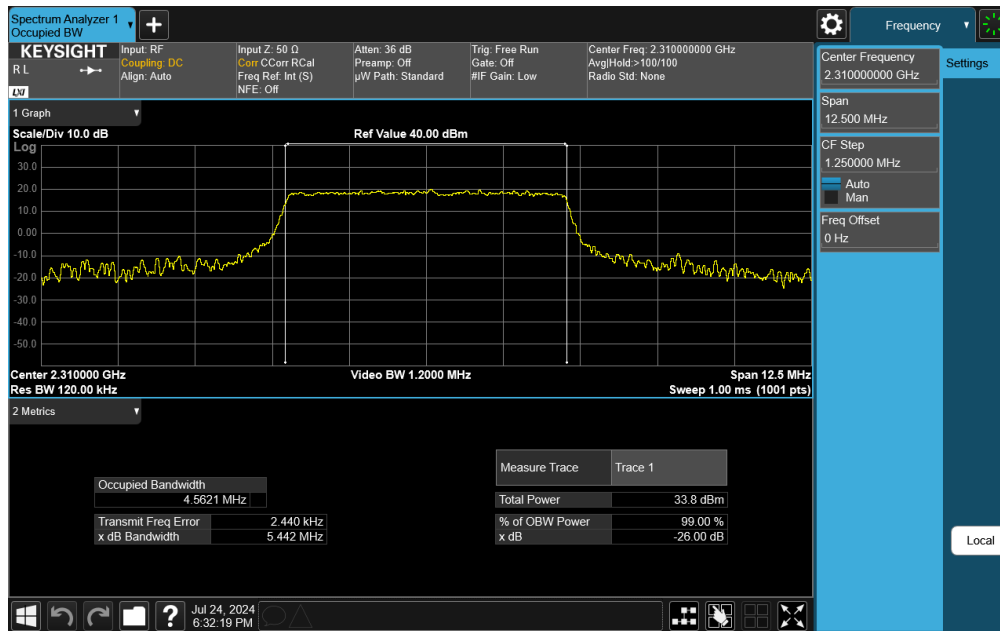 Spectrum Analyzer 1
Occupied BW
+
Frequency
KEYSIGHT
R L
LXI
Input: RF
Coupling: DC
Align: Auto
Input Z: 50 Ω
Corr CCorr RCal
Freq Ref: Int (S)
NFE: Off
Atten: 36 dB
Preamp: Off
µW Path: Standard
Trig: Free Run
Gate: Off
#IF Gain: Low
Center Freq: 2.310000000 GHz
Avg|Hold:>100/100
Radio Std: None
Center Frequency
2.310000000 GHz
Settings
Span
12.500 MHz
CF Step
1.250000 MHz
Auto
Man
Freq Offset
0 Hz
1 Graph
Scale/Div 10.0 dB
Ref Value 40.00 dBm
Log
30.0
20.0
10.0
0.00
-10.0
-20.0
-30.0
-40.0
-50.0
Center 2.310000 GHz
Video BW 1.2000 MHz
Span 12.5 MHz
Res BW 120.00 kHz
Sweep 1.00 ms (1001 pts)
2 Metrics
Measure Trace
Trace 1
Occupied Bandwidth
4.5621 MHz
Total Power
33.8 dBm
Transmit Freq Error
2.440 kHz
% of OBW Power
99.00 %
x dB Bandwidth
5.442 MHz
x dB
-26.00 dB
Local
?
Jul 24, 2024
6:32:19 PM